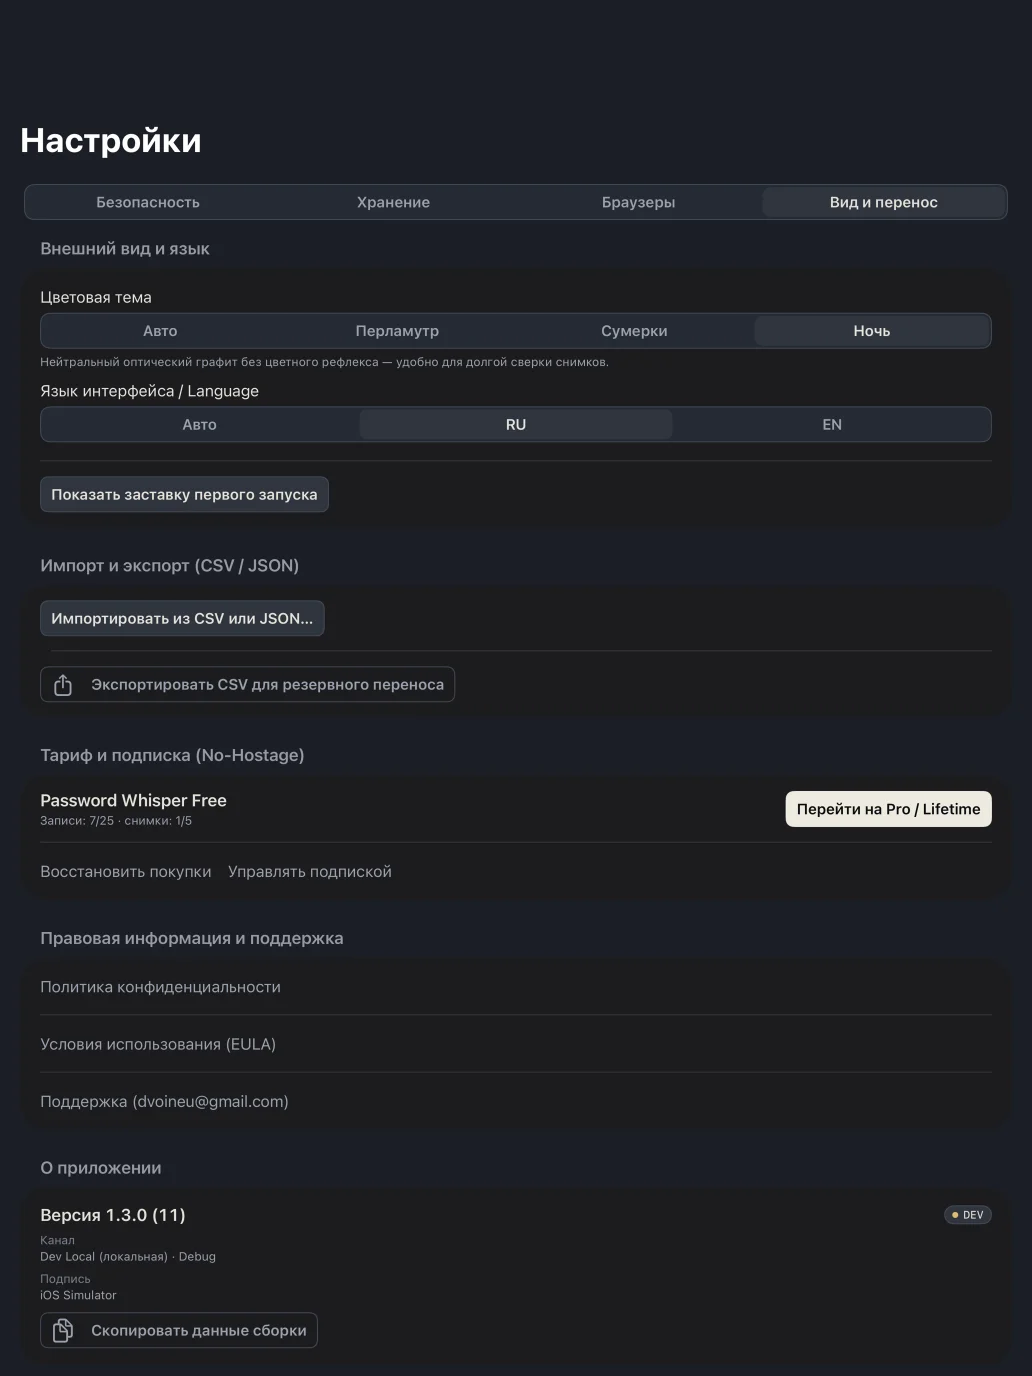 Настройки
Безопасность Хранение Браузеры Вид и перенос
Внешний вид и язык
Цветовая тема
Авто Перламутр Сумерки Ночь
Нейтральный оптический графит без цветного рефлекса — удобно для долгой сверки снимков.
Язык интерфейса / Language
Авто RU EN
Показать заставку первого запуска
Импорт и экспорт (CSV / JSON)
Импортировать из CSV или JSON...
Экспортировать CSV для резервного переноса
Тариф и подписка (No-Hostage)
Password Whisper Free
Записи: 7/25 · снимки: 1/5
Перейти на Pro / Lifetime
Восстановить покупки Управлять подпиской
Правовая информация и поддержка
Политика конфиденциальности
Условия использования (EULA)
Поддержка (dvoineu@gmail.com)
О приложении
Версия 1.3.0 (11)
DEV
Канал
Dev Local (локальная) · Debug
Подпись
iOS Simulator
Скопировать данные сборки